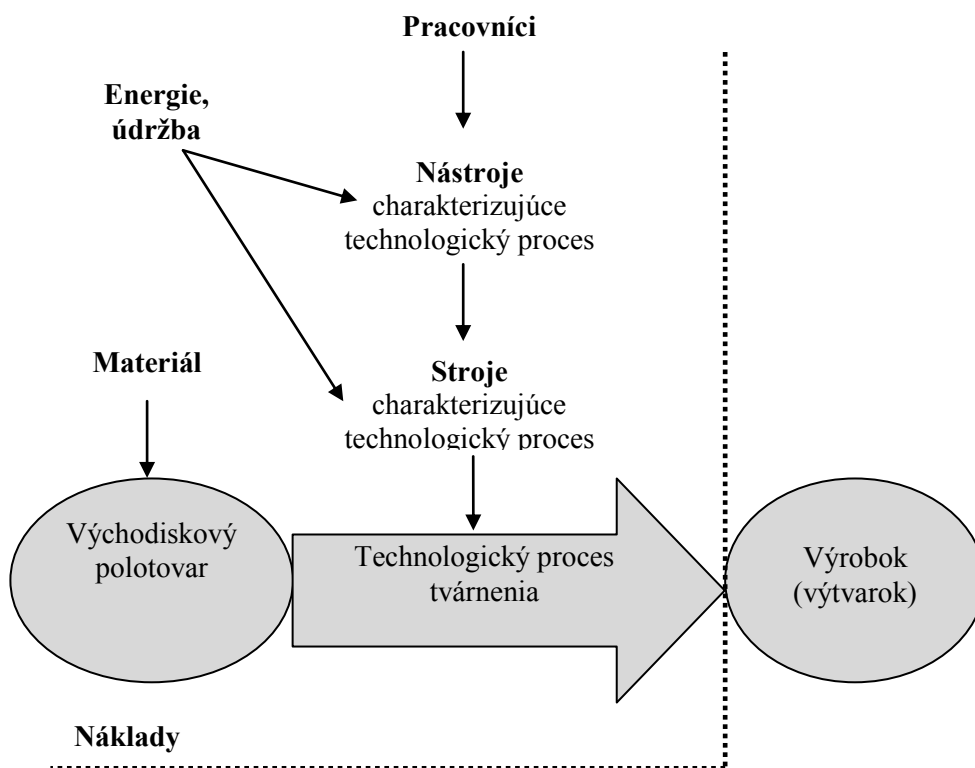 Pracovníci
Energie,
údržba
Nástroje
charakterizujúce
technologický proces
Materiál
Stroje
charakterizujúce
technologický proces
Východiskový
polotovar
Technologický proces
tvárnenia
Výrobok
(výtvarok)
Náklady